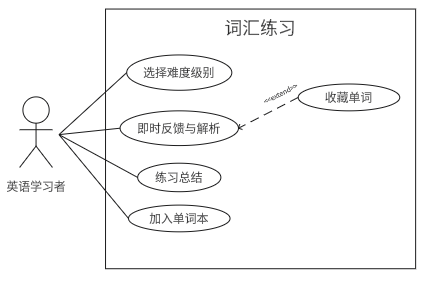 词汇练习
选择难度级别
<<extend>>
收藏单词
即时反馈与解析
练习总结
英语学习者
加入单词本